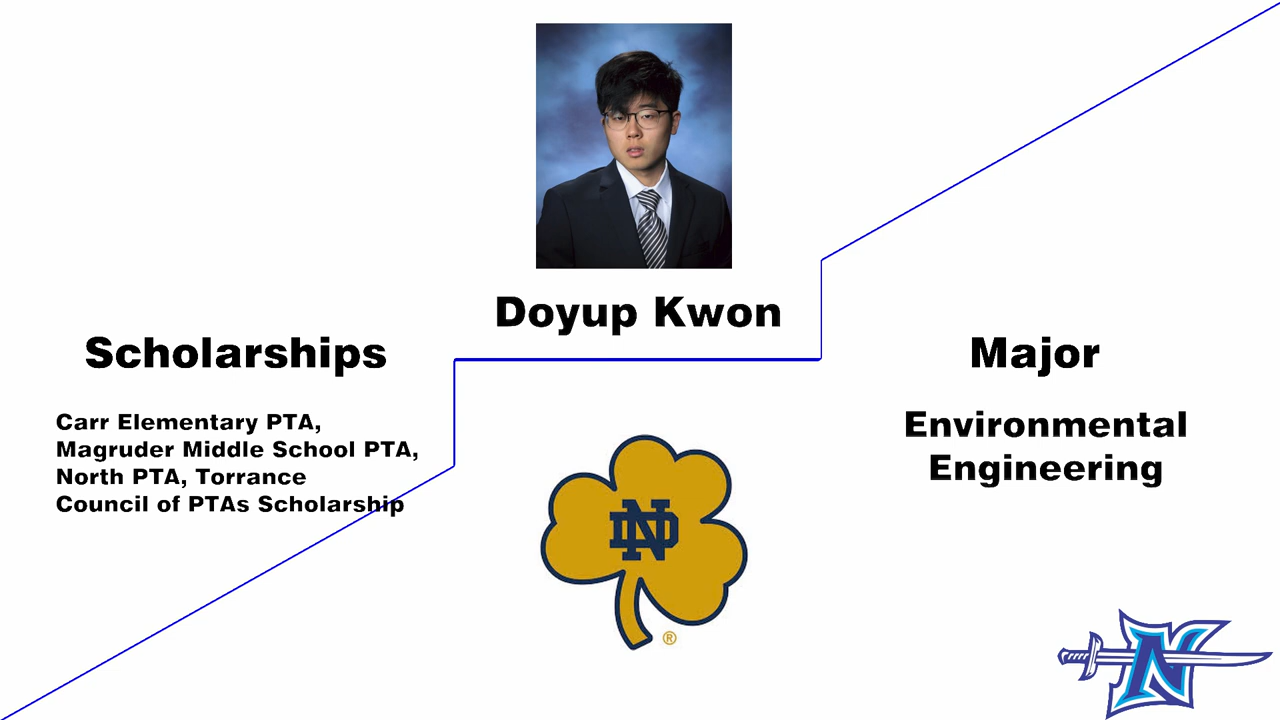 Doyup Kwon
Scholarships
Carr Elementary PTA,
Magruder Middle School PTA,
North PTA, Torrance
Council of PTAs Scholarship
Major
Environmental
Engineering
ND
®
N